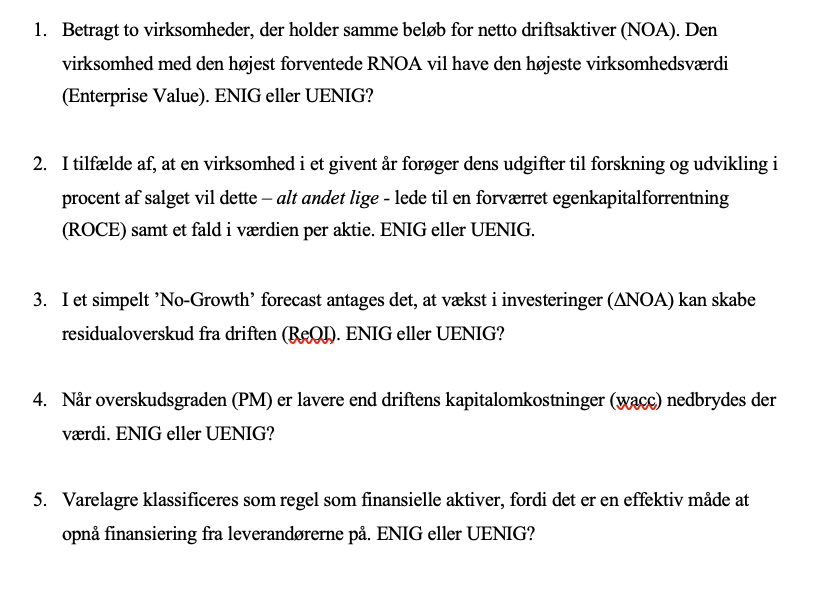 1. Betragt to virksomheder, der holder samme beløb for netto driftsaktiver (NOA). Den
virksomhed med den højest forventede RNOA vil have den højeste virksomhedsværdi
(Enterprise Value). ENIG eller UENIG?
2. I tilfælde af, at en virksomhed i et givent år forøger dens udgifter til forskning og udvikling i
procent af salget vil dette – alt andet lige - lede til en forværret egenkapitalforrentning
(ROCE) samt et fald i værdien per aktie. ENIG eller UENIG.
3. I et simpelt ’No-Growth’ forecast antages det, at vækst i investeringer (ΔNOA) kan skabe
residualoverskud fra driften (ReOI). ENIG eller UENIG?
4. Når overskudsgraden (PM) er lavere end driftens kapitalomkostninger (wacc) nedbrydes der
værdi. ENIG eller UENIG?
5. Varelagre klassificeres som regel som finansielle aktiver, fordi det er en effektiv måde at
opnå finansiering fra leverandørerne på. ENIG eller UENIG?